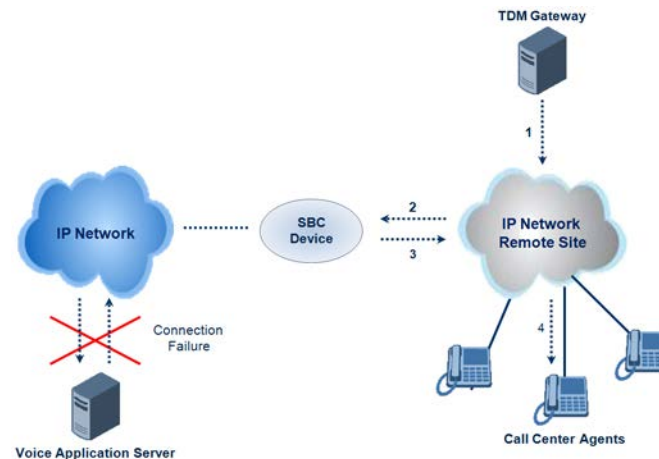 TDM Gateway
1
IP Network
SBC
Device
2
3
IP Network
Remote Site
Connection
Failure
4
Voice Application Server
Call Center Agents